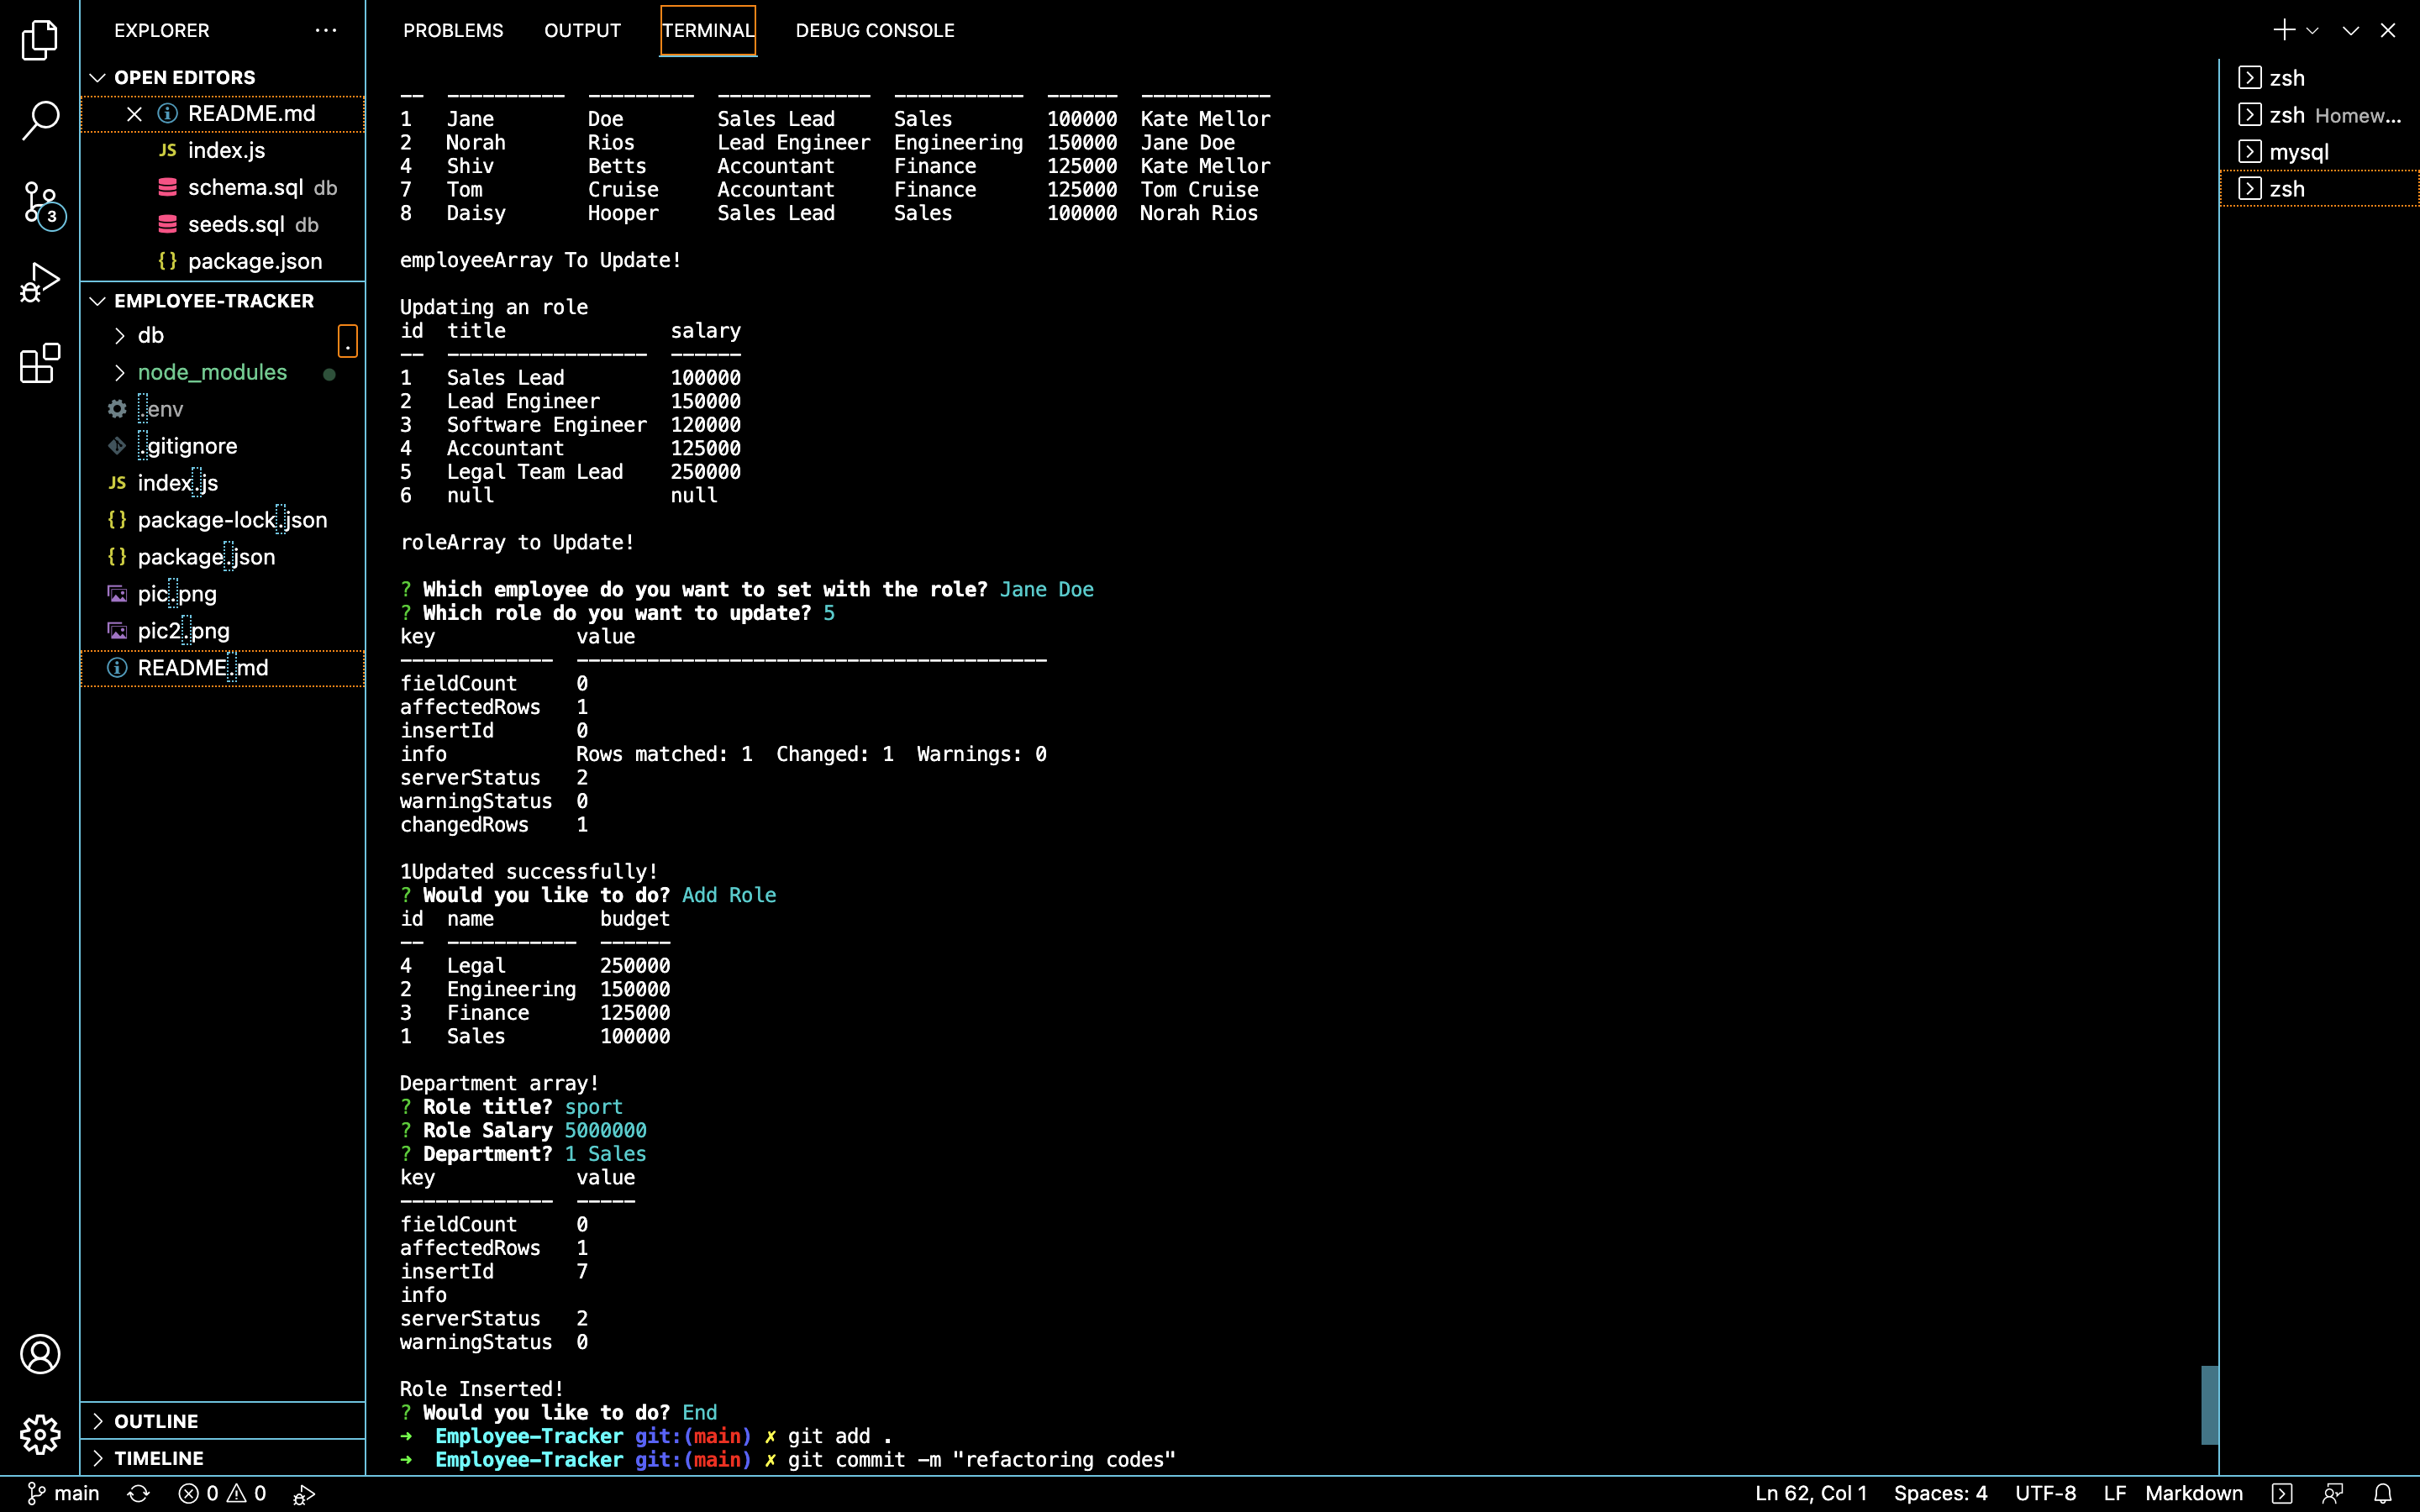 EXPLORER
OPEN EDITORS
README.md
JS index.js
schema.sql db
seeds.sql db
{} package.json
EMPLOYEE-TRACKER
db
node_modules
.env
.gitignore
JS index.js
{} package-lock.json
{} package.json
pic.png
pic2.png
README.md
OUTLINE
TIMELINE
3
.
PROBLEMS OUTPUT TERMINAL DEBUG CONSOLE
-- ---------- --------- ------------- ----------- ------ -----------
1 Jane Doe Sales Lead Sales 100000 Kate Mellor
2 Norah Rios Lead Engineer Engineering 150000 Jane Doe
4 Shiv Betts Accountant Finance 125000 Kate Mellor
7 Tom Cruise Accountant Finance 125000 Tom Cruise
8 Daisy Hooper Sales Lead Sales 100000 Norah Rios
employeeArray To Update!
Updating an role
id title salary
-- ----------------- ------
1 Sales Lead 100000
2 Lead Engineer 150000
3 Software Engineer 120000
4 Accountant 125000
5 Legal Team Lead 250000
6 null null
roleArray to Update!
? Which employee do you want to set with the role? Jane Doe
? Which role do you want to update? 5
key value
------------- ----------------------------------------
fieldCount 0
affectedRows 1
insertId 0
info Rows matched: 1 Changed: 1 Warnings: 0
serverStatus 2
warningStatus 0
changedRows 1
1Updated successfully!
? Would you like to do? Add Role
id name budget
-- ----------- ------
4 Legal 250000
2 Engineering 150000
3 Finance 125000
1 Sales 100000
Department array!
? Role title? sport
? Role Salary 5000000
? Department? 1 Sales
key value
------------- -----
fieldCount 0
affectedRows 1
insertId 7
info
serverStatus 2
warningStatus 0
Role Inserted!
? Would you like to do? End
➜ Employee-Tracker git:(main) ✗ git add .
➜ Employee-Tracker git:(main) ✗ git commit -m "refactoring codes"
zsh
zsh Homew...
mysql
zsh
main 0 0 Ln 62, Col 1 Spaces: 4 UTF-8 LF Markdown